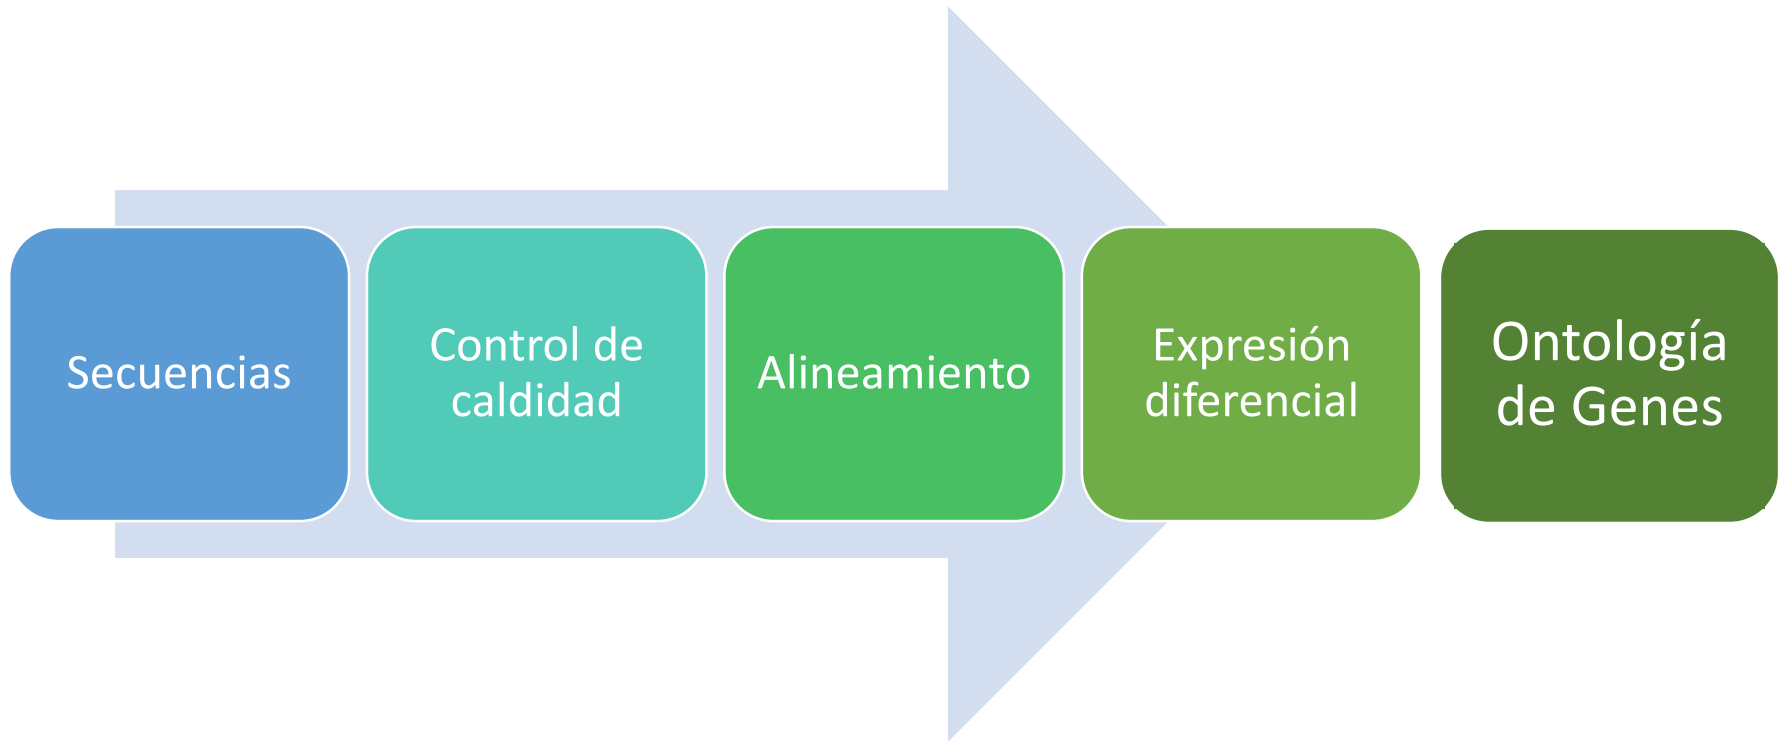 Secuencias
Control de
caldidad
Alineamiento
Expresión
diferencial
Ontología
de Genes